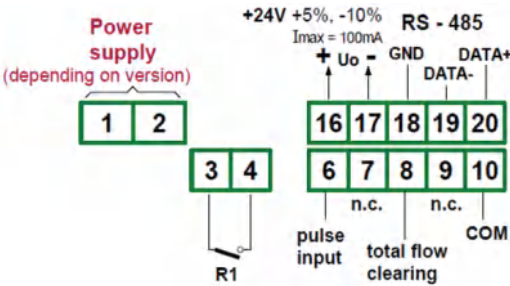 Power
supply
(depending on version)
+24V +5%, -10%
Imax = 100mA
+ Uo -
RS - 485
GND
DATA+
DATA-
1 2
16 17 18 19 20
3 4
6 7 8 9 10
n.c.
n.c.
R1
pulse
input
total flow
clearing
COM